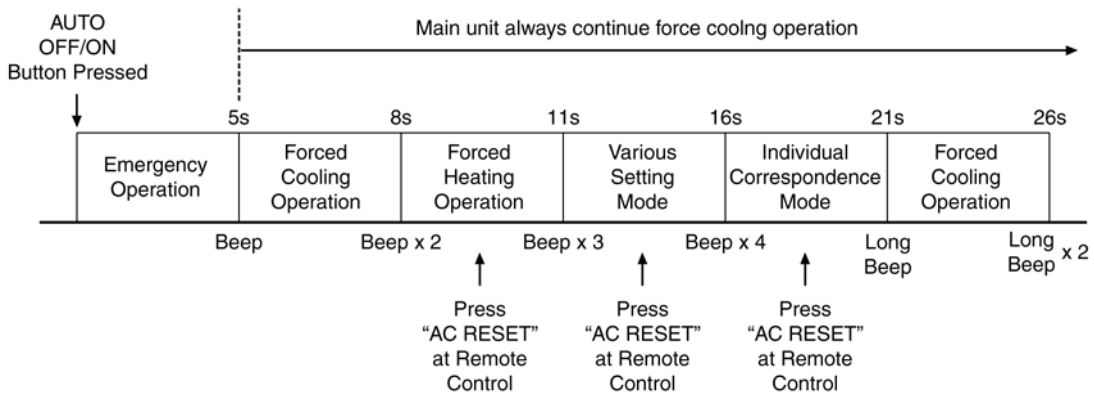 AUTO
OFF/ON
Button Pressed
Main unit always continue force coolng operation
5s
8s
11s
16s
21s
26s
Emergency
Operation
Forced
Cooling
Operation
Forced
Heating
Operation
Various
Setting
Mode
Individual
Correspondence
Mode
Forced
Cooling
Operation
Beep
Beep x 2
Beep x 3
Beep x 4
Long
Beep
Long
Beep x 2
Press
“AC RESET”
at Remote
Control
Press
“AC RESET”
at Remote
Control
Press
“AC RESET”
at Remote
Control